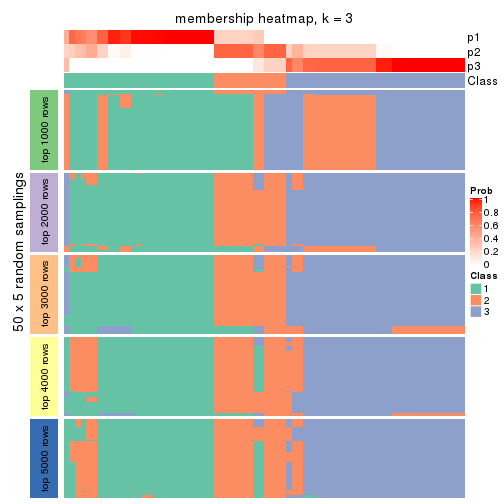 membership heatmap, k = 3
p1
p2
p3
Class
50 x 5 random samplings
top 1000 rows
top 2000 rows
top 3000 rows
top 4000 rows
top 5000 rows
Prob
1
0.8
0.6
0.4
0.2
0
Class
1
2
3